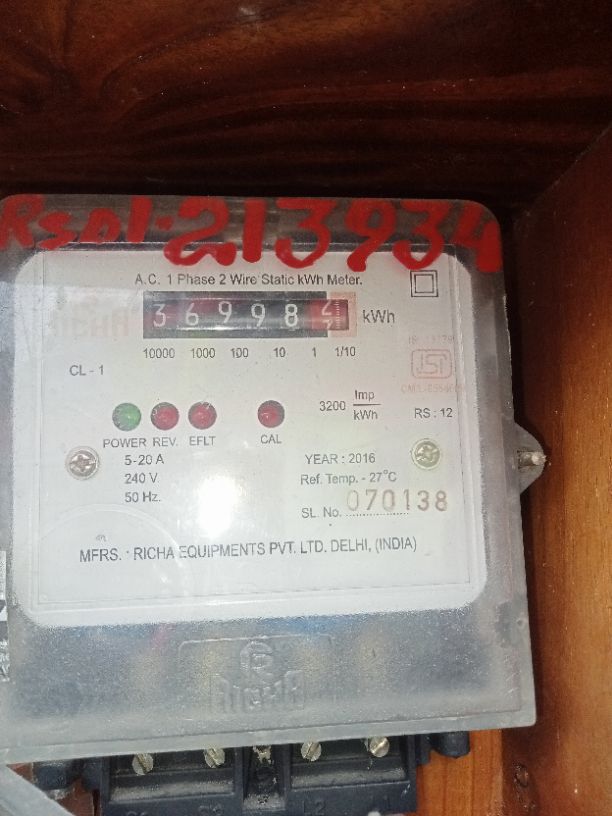 RSD1-213934
A.C. 1 Phase 2 Wire Static kWh Meter.
36998 kWh
10000 1000 100 10 1 1/10
CL - 1
3200 Imp/kWh
RS : 12
POWER REV. EFLT CAL
5-20 A
240 V
50 Hz.
YEAR : 2016
Ref. Temp. - 27°C
SL. No. 070138
MFRS. : RICHA EQUIPMENTS PVT. LTD. DELHI, (INDIA)
RICHA